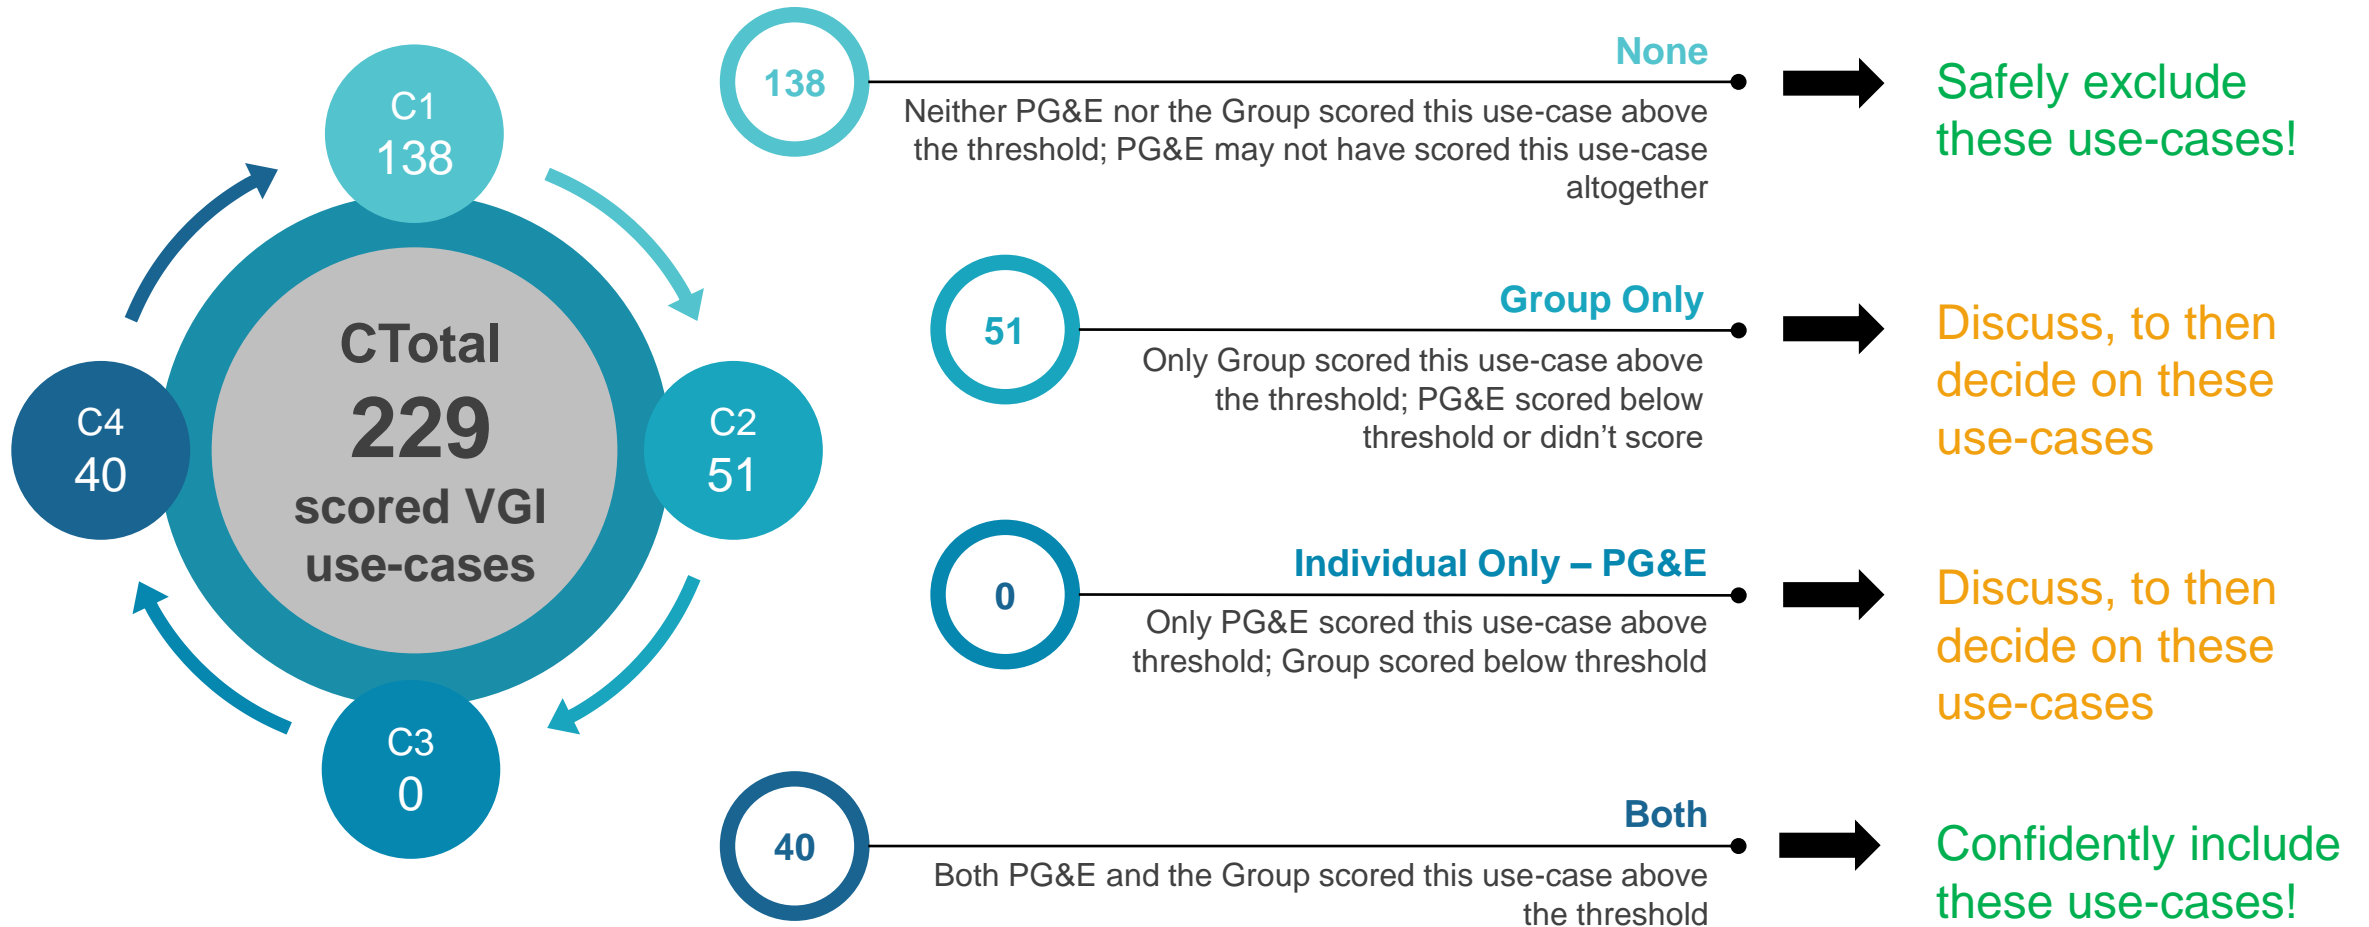 C1
138
C2
51
C3
0
C4
40
CTotal
229
scored VGI
use-cases
138
None
Neither PG&E nor the Group scored this use-case above
the threshold; PG&E may not have scored this use-case
altogether
Safely exclude
these use-cases!
51
Group Only
Only Group scored this use-case above
the threshold; PG&E scored below
threshold or didn’t score
Discuss, to then
decide on these
use-cases
0
Individual Only – PG&E
Only PG&E scored this use-case above
threshold; Group scored below threshold
Discuss, to then
decide on these
use-cases
40
Both
Both PG&E and the Group scored this use-case above
the threshold
Confidently include
these use-cases!